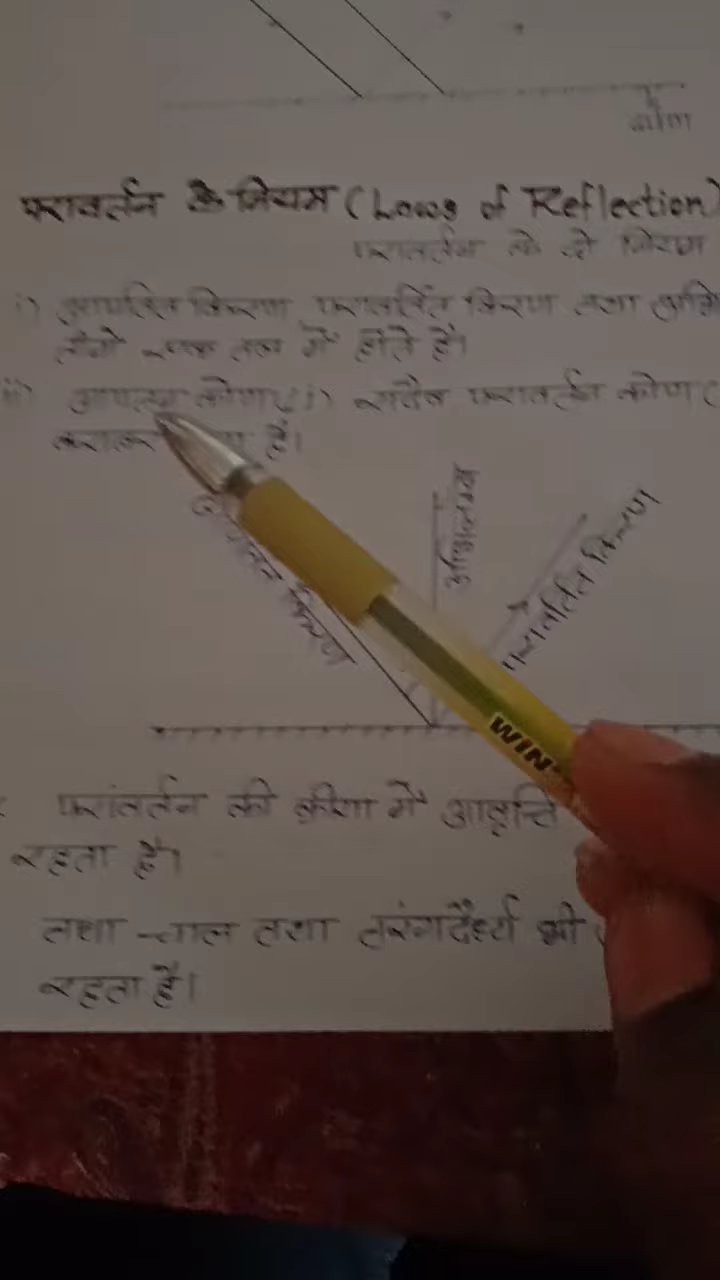 कोण
परावर्तन के नियम (Laws of Reflection)
परावर्तन के दो नियम
i) आपतित किरण, परावर्तित किरण तथा
तीनों एक तल में होते है।
ii) आपतन कोण (i) सदैव परावर्तन कोण (
बराबर है।
अभिलम्ब
किरण
परावर्तित किरण
WIN
परांवर्तन की क्रीया में आवृत्ति
रहता है।
तथा चाल तथा तरंगदैर्ध्य भी
रहता है।